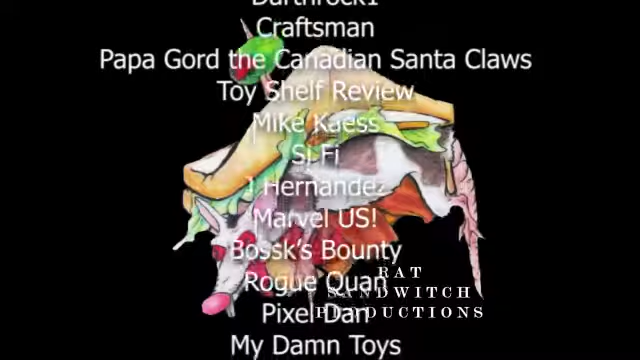 Darthrock1
Craftsman
Papa Gord the Canadian Santa Claws
Toy Shelf Review
Mike Kaess
Si Fi
J Hernandez
Marvel US!
Bossk's Bounty
Rogue Quan
Pixel Dan
My Damn Toys
RAT
SANDWITCH
PRODUCTIONS